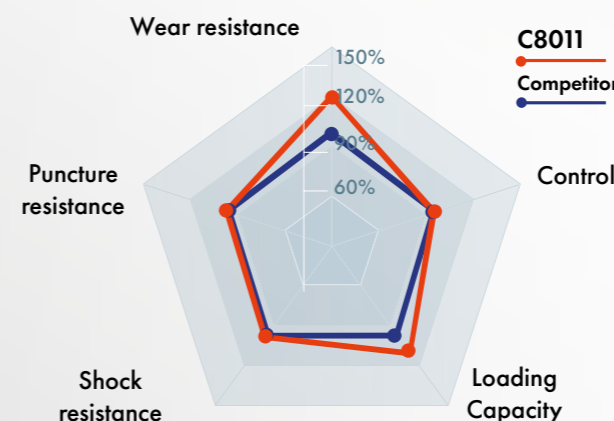 Wear resistance
C8011
Competitor
150%
120%
90%
60%
Puncture
resistance
Control
Shock
resistance
Loading
Capacity